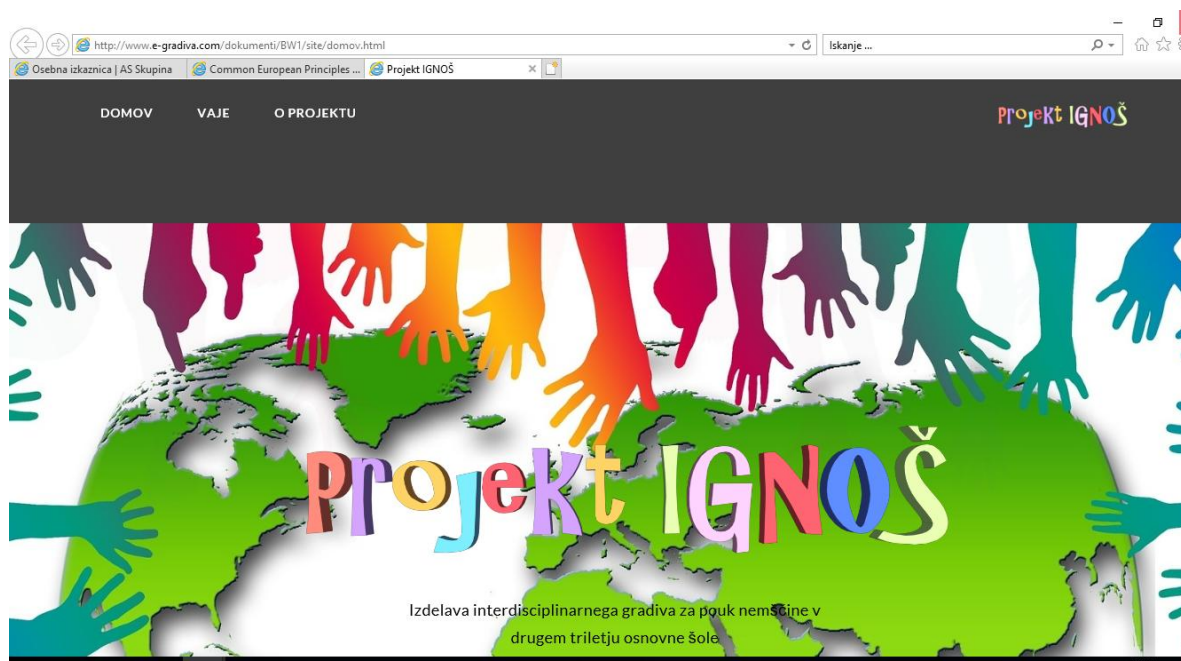 http://www.e-gradiva.com/dokumenti/BW1/site/domov.html
Iskanje ...
Osebna izkaznica | AS Skupina
Common European Principles ...
Projekt IGNOŠ
DOMOV
VAJE
O PROJEKTU
Projekt IGNOŠ
Projekt IGNOŠ
Izdelava interdisciplinarnega gradiva za pouk nemščine v
drugem triletju osnovne šole